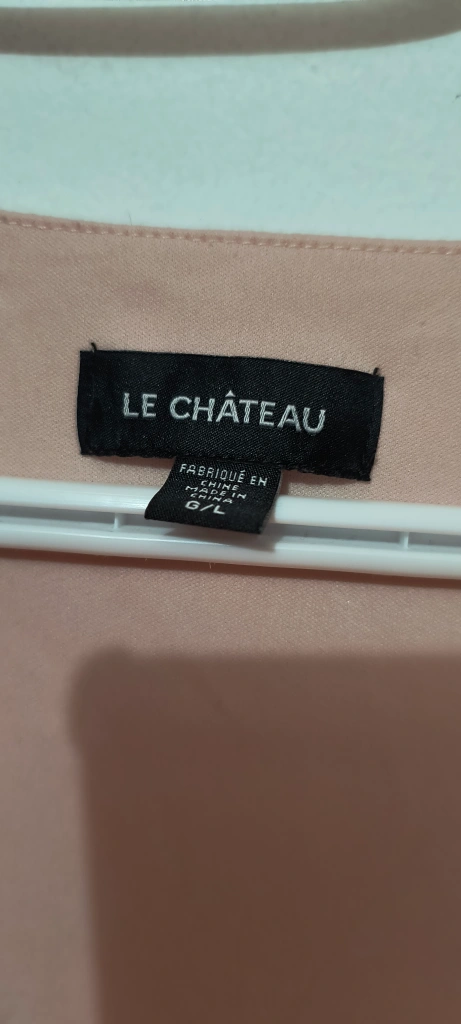 LE CHÂTEAU
FABRIQUÉ EN
CHINE
MADE IN
CHINA
G/L